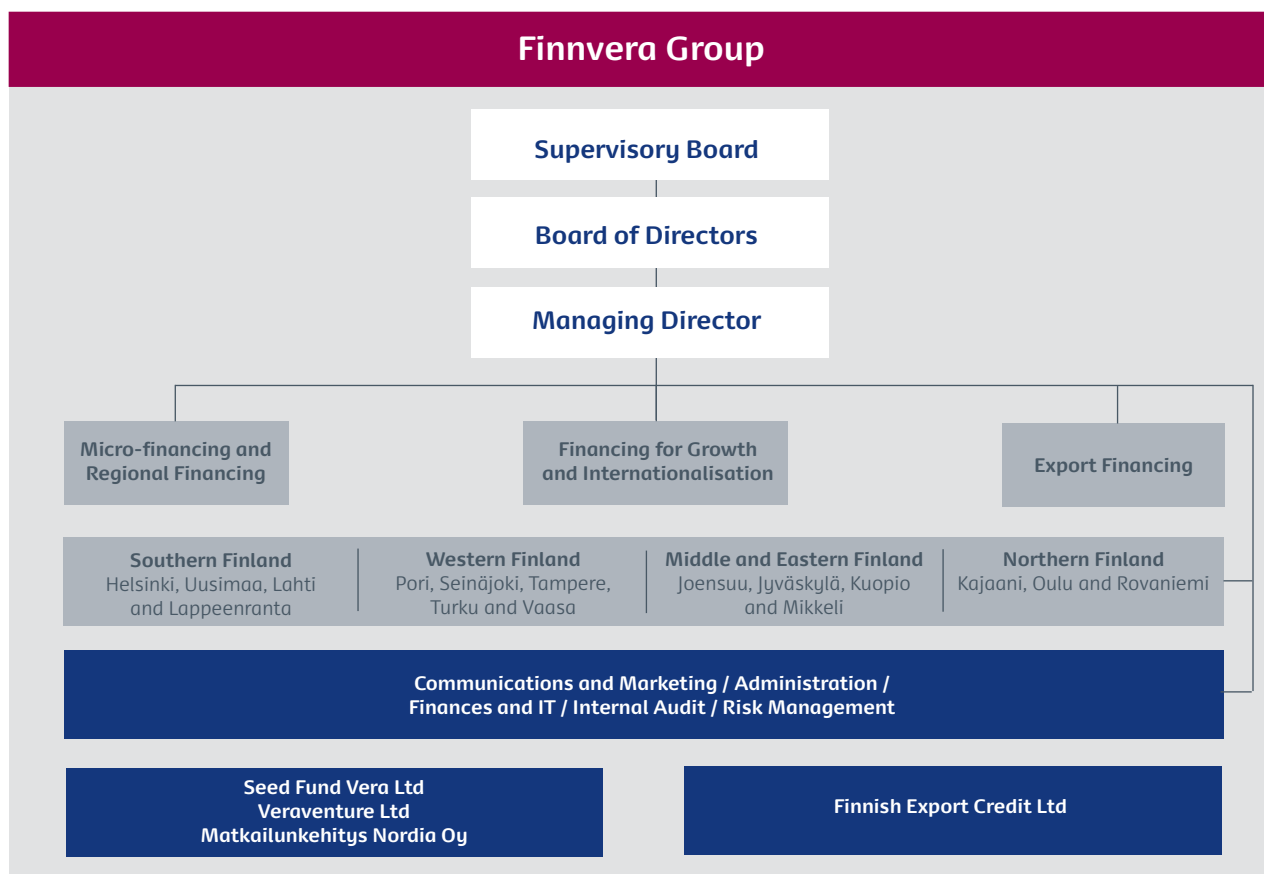 Finnvera Group
Supervisory Board
Board of Directors
Managing Director
Micro-financing and
Regional Financing
Financing for Growth
and Internationalisation
Export Financing
Southern Finland
Helsinki, Uusimaa, Lahti
and Lappeenranta
Western Finland
Pori, Seinäjoki, Tampere,
Turku and Vaasa
Middle and Eastern Finland
Joensuu, Jyväskylä, Kuopio
and Mikkeli
Northern Finland
Kajaani, Oulu and Rovaniemi
Communications and Marketing / Administration /
Finances and IT / Internal Audit / Risk Management
Seed Fund Vera Ltd
Veraventure Ltd
Matkailunkehitys Nordia Oy
Finnish Export Credit Ltd